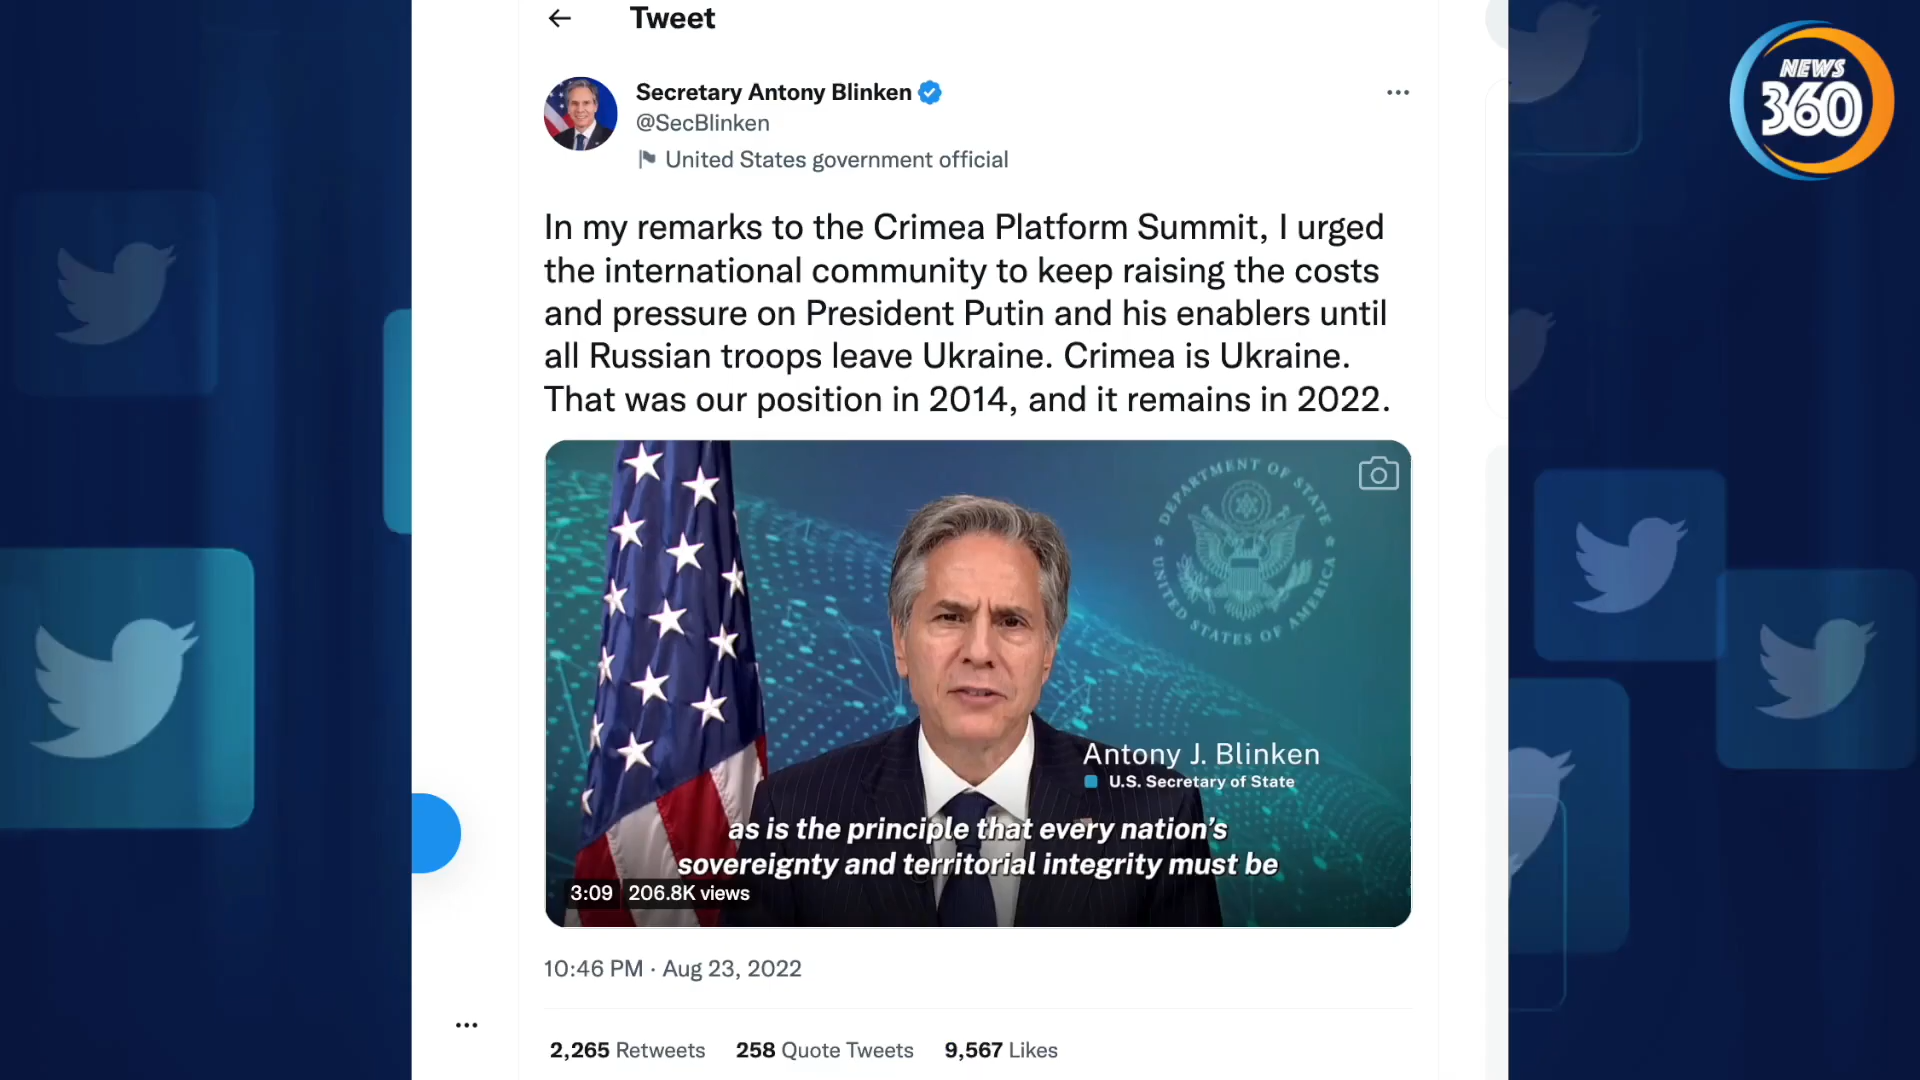 Tweet
NEWS
360
Secretary Antony Blinken
@SecBlinken
United States government official
In my remarks to the Crimea Platform Summit, I urged
the international community to keep raising the costs
and pressure on President Putin and his enablers until
all Russian troops leave Ukraine. Crimea is Ukraine.
That was our position in 2014, and it remains in 2022.
DEPARTMENT OF STATE
UNITED STATES OF AMERICA
Antony J. Blinken
U.S. Secretary of State
as is the principle that every nation's
sovereignty and territorial integrity must be
3:09 206.8K views
10:46 PM · Aug 23, 2022
2,265 Retweets 258 Quote Tweets 9,567 Likes